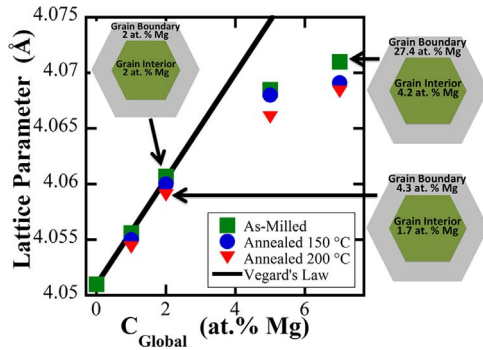 4.075
4.07
4.065
4.06
4.055
4.05
Lattice Parameter (Å)
Grain Boundary
2 at. % Mg
Grain Interior
2 at. % Mg
Grain Boundary
27.4 at. % Mg
Grain Interior
4.2 at. % Mg
Grain Boundary
4.3 at. % Mg
Grain Interior
1.7 at. % Mg
As-Milled
Annealed 150 °C
Annealed 200 °C
Vegard's Law
0 2 4 6
C Global (at.% Mg)